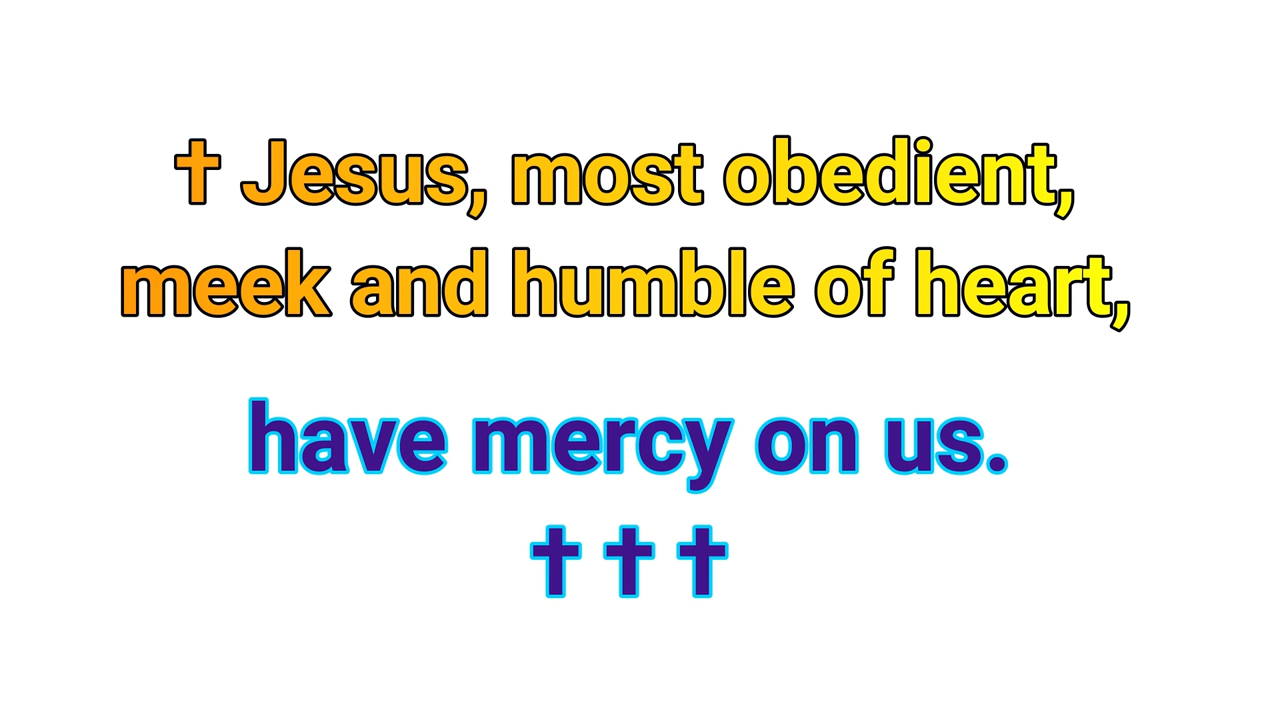 ✝ Jesus, most obedient,
meek and humble of heart,
have mercy on us.
✝ ✝ ✝